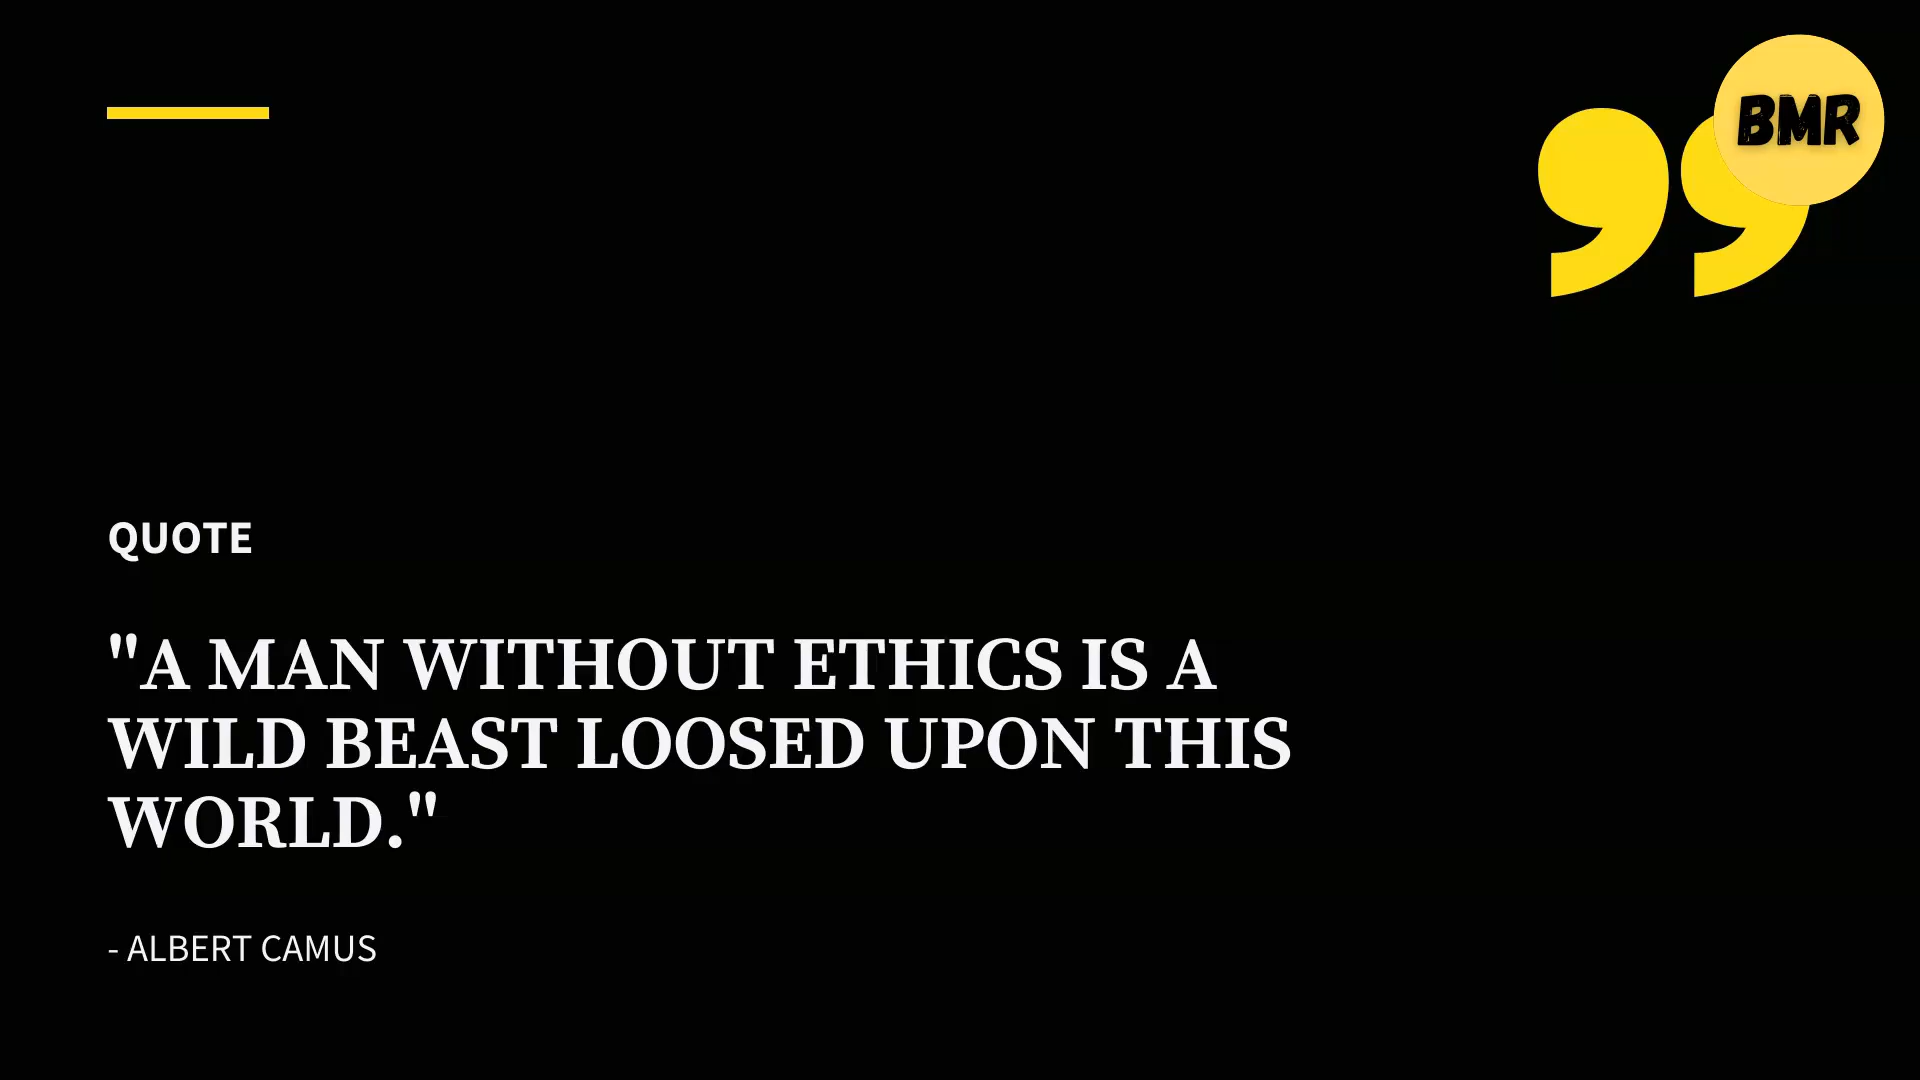 BMR
QUOTE
"A MAN WITHOUT ETHICS IS A
WILD BEAST LOOSED UPON THIS
WORLD."
- ALBERT CAMUS